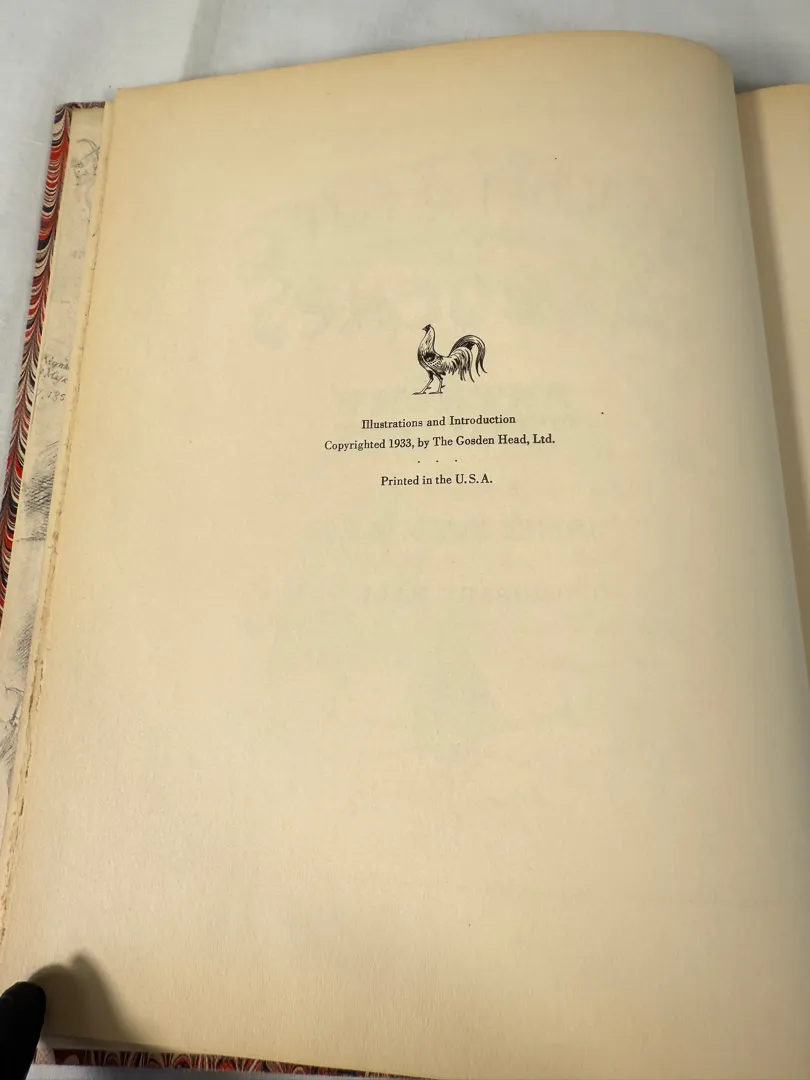 Illustrations and Introduction
Copyrighted 1933, by The Gosden Head, Ltd.
. . .
Printed in the U. S. A.